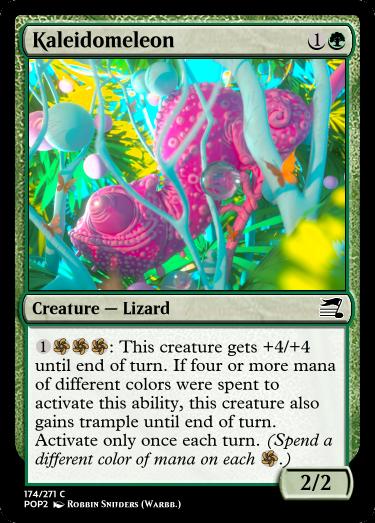 Kaleidomeleon 1
Creature — Lizard
1: This creature gets +4/+4
until end of turn. If four or more mana
of different colors were spent to
activate this ability, this creature also
gains trample until end of turn.
Activate only once each turn. (Spend a
different color of mana on each .)
2/2
174/271 C
POP2 Robbin Snijders (Warbb.)